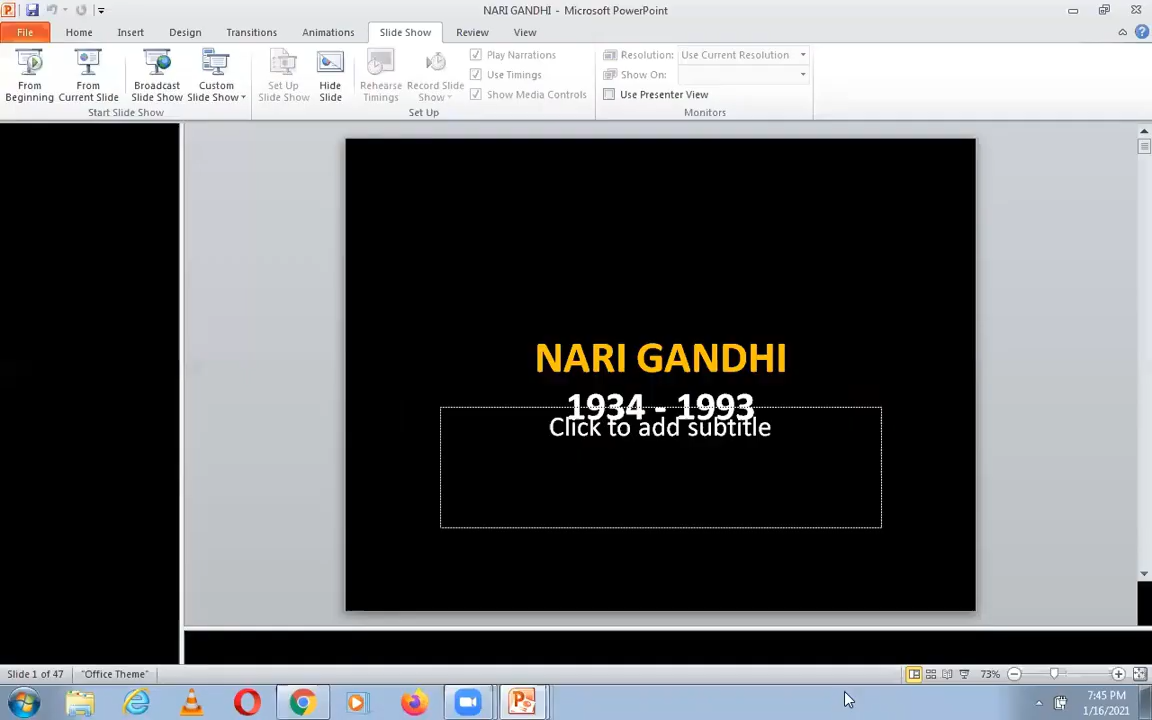 NARI GANDHI - Microsoft PowerPoint
File Home Insert Design Transitions Animations Slide Show Review View
From Beginning
From Current Slide
Broadcast Slide Show
Custom Slide Show
Start Slide Show
Set Up Slide Show
Hide Slide
Rehearse Timings
Record Slide Show
Play Narrations
Use Timings
Show Media Controls
Set Up
Resolution: Use Current Resolution
Show On:
Use Presenter View
Monitors
NARI GANDHI
1934 - 1993
Click to add subtitle
Slide 1 of 47 "Office Theme" 73%
7:45 PM
1/16/2021